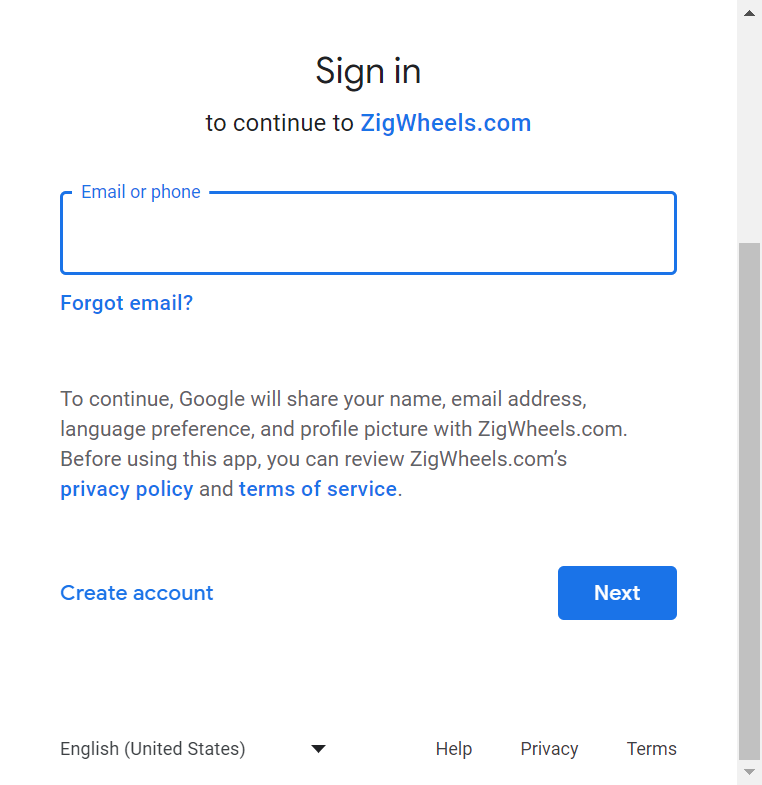 Sign in
to continue to ZigWheels.com
Email or phone
Forgot email?
To continue, Google will share your name, email address,
language preference, and profile picture with ZigWheels.com.
Before using this app, you can review ZigWheels.com’s
privacy policy and terms of service.
Create account
Next
English (United States)
Help
Privacy
Terms